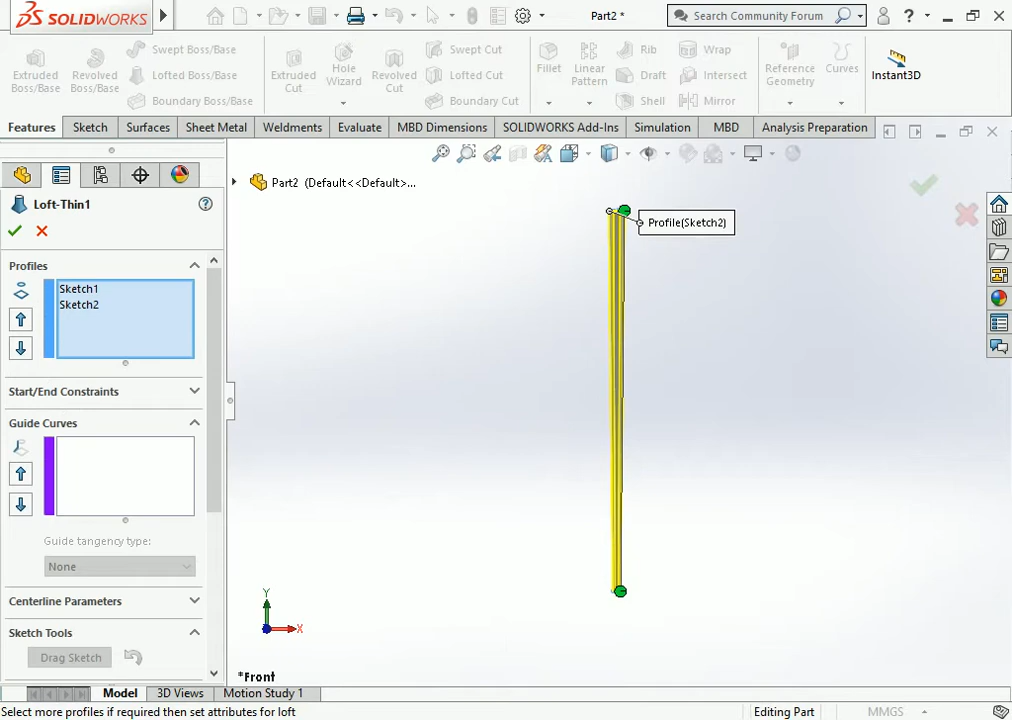 SOLIDWORKS
Part2 *
Search Community Forum
?
Extruded Boss/Base
Revolved Boss/Base
Swept Boss/Base
Lofted Boss/Base
Boundary Boss/Base
Extruded Cut
Hole Wizard
Revolved Cut
Swept Cut
Lofted Cut
Boundary Cut
Fillet
Linear Pattern
Rib
Draft
Shell
Wrap
Intersect
Mirror
Reference Geometry
Curves
Instant3D
Features
Sketch
Surfaces
Sheet Metal
Weldments
Evaluate
MBD Dimensions
SOLIDWORKS Add-Ins
Simulation
MBD
Analysis Preparation
Part2 (Default<<Default>...
Loft-Thin1
?
Profiles
Sketch1
Sketch2
Start/End Constraints
Guide Curves
Guide tangency type:
None
Centerline Parameters
Sketch Tools
Drag Sketch
Profile(Sketch2)
Y
X
*Front
Model
3D Views
Motion Study 1
Select more profiles if required then set attributes for loft
Editing Part
MMGS